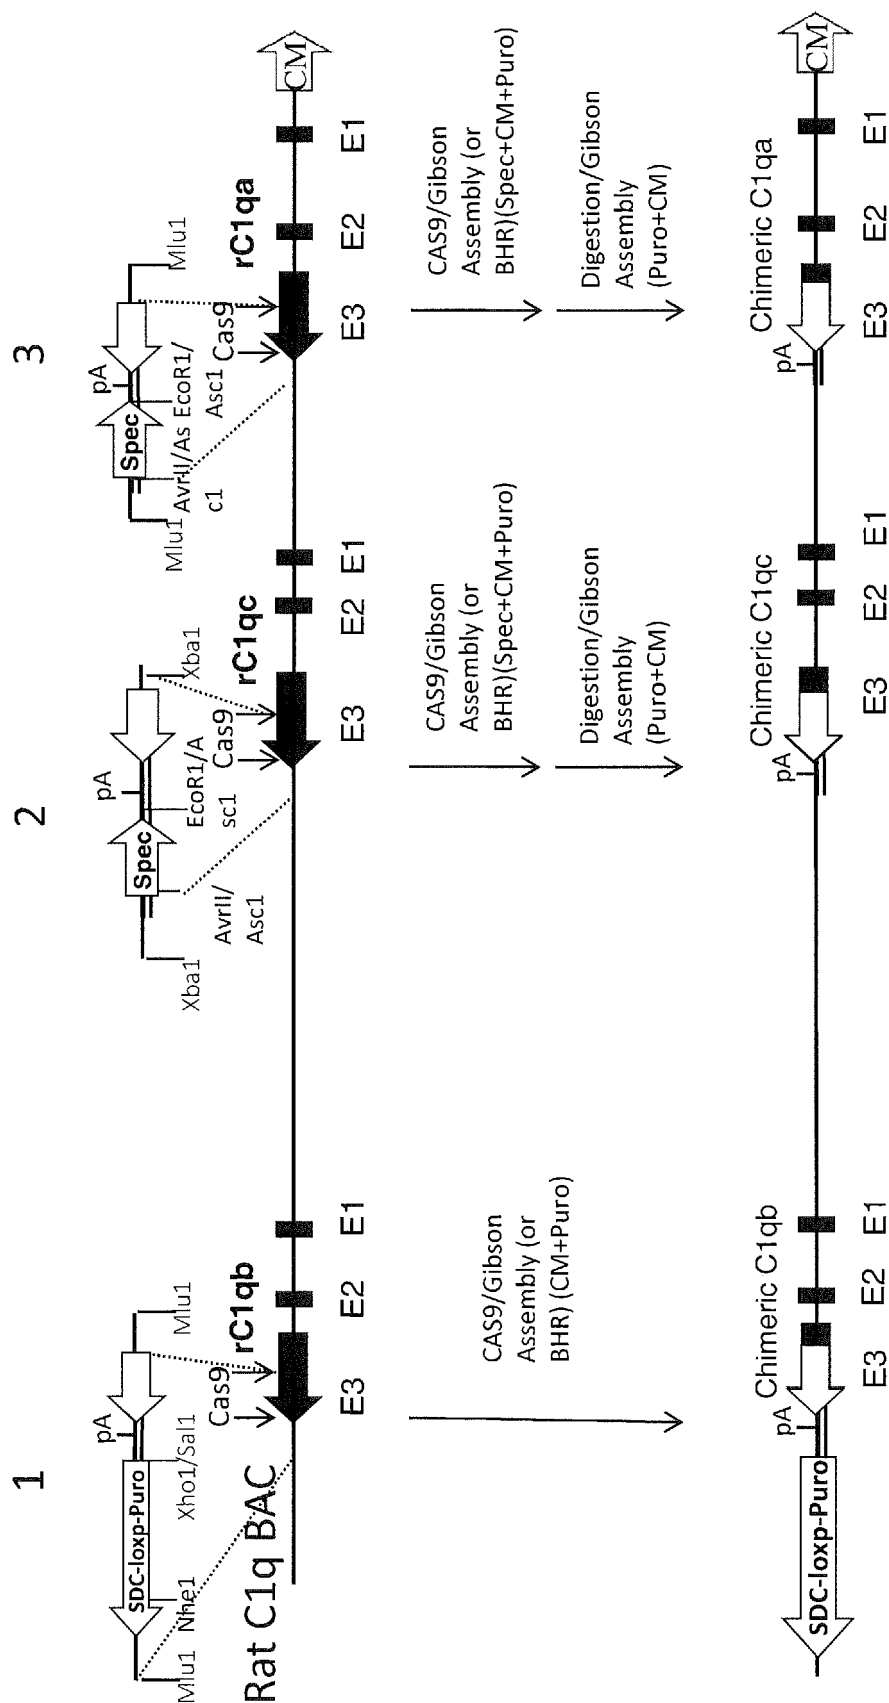 1
2
3
pA
SDC-loxp-Puro
Mlu1
Nhe1
Xho1/Sal1
Mlu1
pA
Spec
Xba1
AvrII/
Asc1
EcoR1/A
sc1
Xba1
pA
Spec
Mlu1
AvrII/As
c1
EcoR1/
Asc1
Mlu1
Rat C1q BAC
Cas9
rC1qb
E3
E2
E1
Cas9
rC1qc
E3
E2
E1
Cas9
rC1qa
E3
E2
E1
CM
CAS9/Gibson
Assembly (or
BHR) (CM+Puro)
CAS9/Gibson
Assembly (or
BHR)(Spec+CM+Puro)
Digestion/Gibson
Assembly
(Puro+CM)
CAS9/Gibson
Assembly (or
BHR)(Spec+CM+Puro)
Digestion/Gibson
Assembly
(Puro+CM)
Chimeric C1qb
pA
SDC-loxp-Puro
E3
E2
E1
Chimeric C1qc
pA
E3
E2
E1
Chimeric C1qa
pA
E3
E2
E1
CM